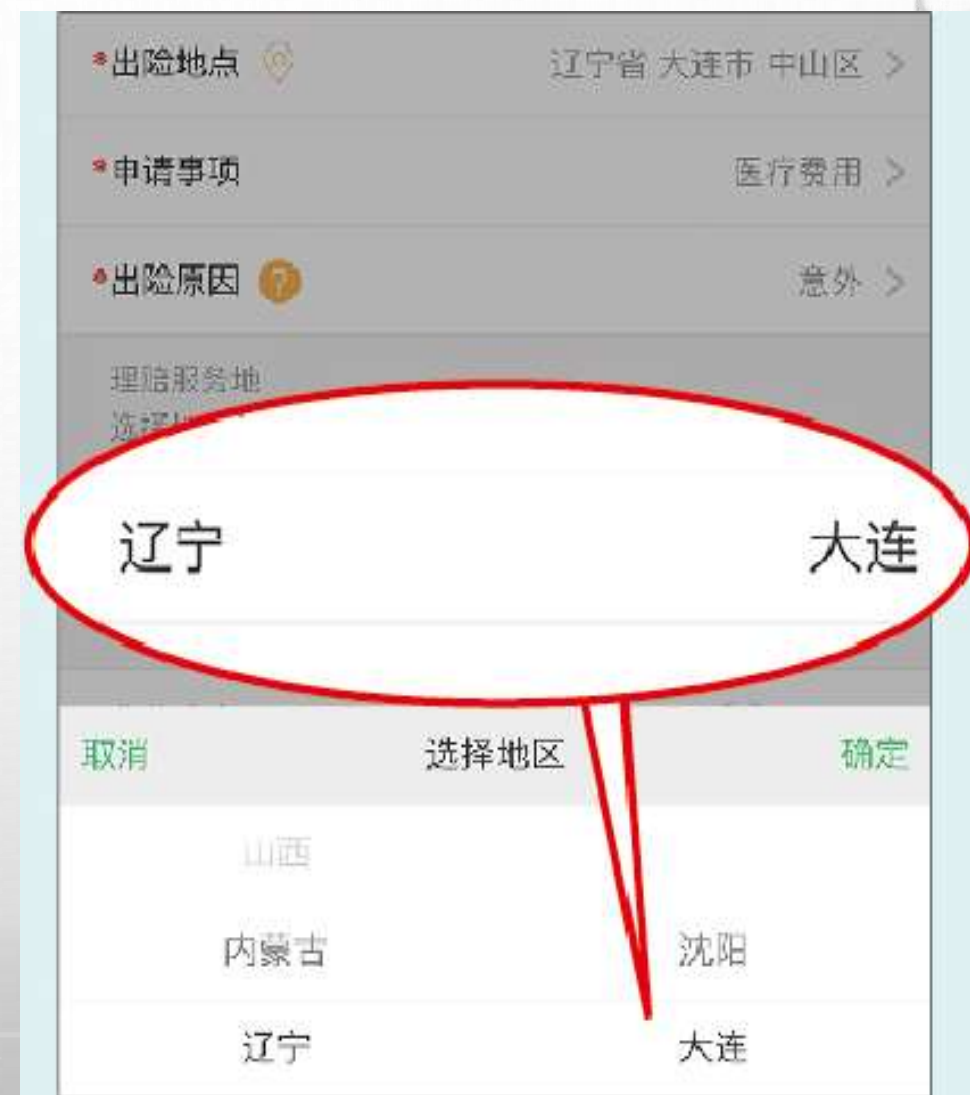 *出险地点 辽宁省 大连市 中山区 >
*申请事项 医疗费用 >
*出险原因 ? 意外 >
理赔服务地
选择
辽宁 大连
取消 选择地区 确定
山西
内蒙古 沈阳
辽宁 大连